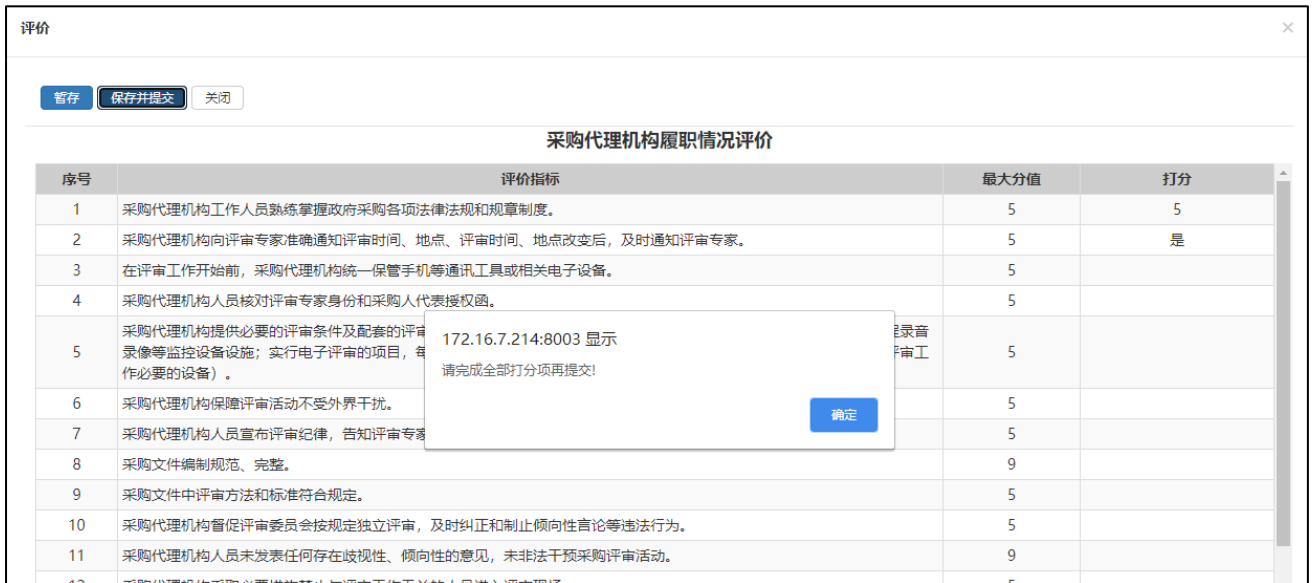 评价
×
暂存 保存并提交 关闭
采购代理机构履职情况评价
序号 评价指标 最大分值 打分
1 采购代理机构工作人员熟练掌握政府采购各项法律法规和规章制度。 5 5
2 采购代理机构向评审专家准确通知评审时间、地点、评审时间、地点改变后，及时通知评审专家。 5 是
3 在评审工作开始前，采购代理机构统一保管手机等通讯工具或相关电子设备。 5
4 采购代理机构人员核对评审专家身份和采购人代表授权函。 5
采购代理机构提供必要的评审条件及配套的评审 录音
5 录像等监控设备设施；实行电子评审的项目，每 审工 5
作必要的设备）。
172.16.7.214:8003 显示
请完成全部打分项再提交!
确定
6 采购代理机构保障评审活动不受外界干扰。 5
7 采购代理机构人员宣布评审纪律，告知评审专家 5
8 采购文件编制规范、完整。 9
9 采购文件中评审方法和标准符合规定。 5
10 采购代理机构督促评审委员会按规定独立评审，及时纠正和制止倾向性言论等违法行为。 5
11 采购代理机构人员未发表任何存在歧视性、倾向性的意见，未非法干预采购评审活动。 9